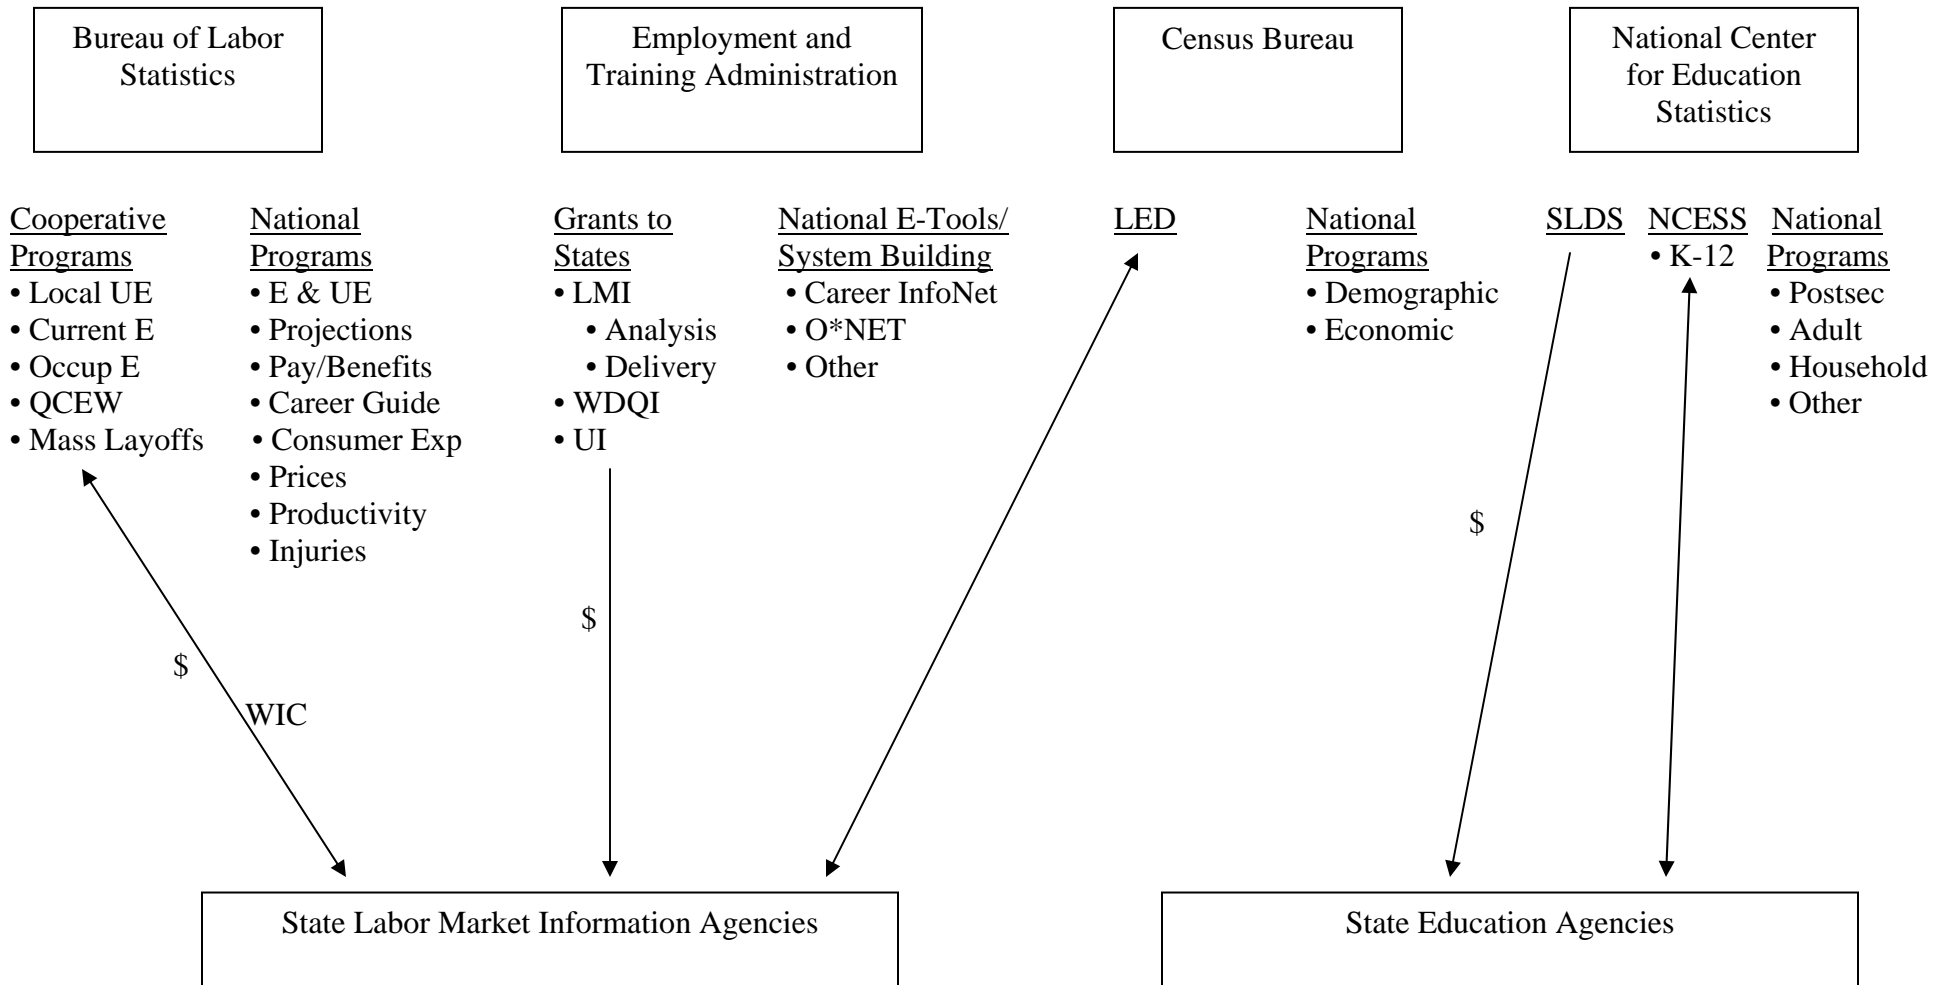 Bureau of Labor
Statistics
Employment and
Training Administration
Census Bureau
National Center
for Education
Statistics
Cooperative
Programs
• Local UE
• Current E
• Occup E
• QCEW
• Mass Layoffs
National
Programs
• E & UE
• Projections
• Pay/Benefits
• Career Guide
• Consumer Exp
• Prices
• Productivity
• Injuries
Grants to
States
• LMI
• Analysis
• Delivery
• WDQI
• UI
National E-Tools/
System Building
• Career InfoNet
• O*NET
• Other
LED
National
Programs
• Demographic
• Economic
SLDS
NCESS
• K-12
National
Programs
• Postsec
• Adult
• Household
• Other
$
WIC
$
$
State Labor Market Information Agencies
State Education Agencies